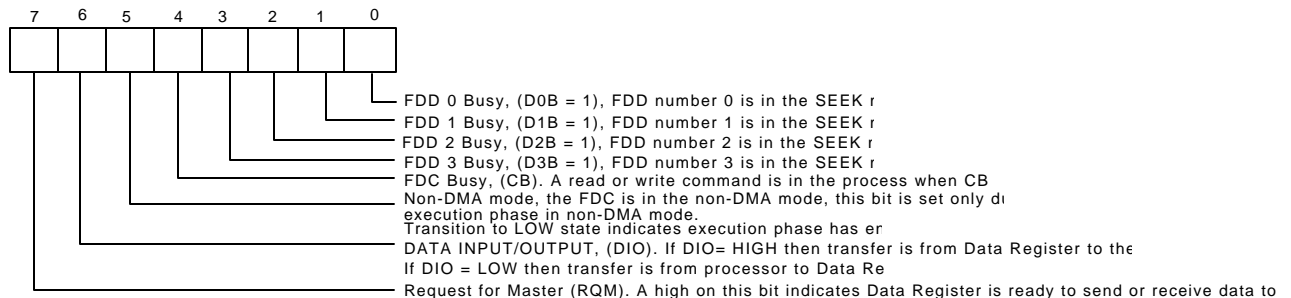 7 6 5 4 3 2 1 0
FDD 0 Busy, (D0B = 1), FDD number 0 is in the SEEK
FDD 1 Busy, (D1B = 1), FDD number 1 is in the SEEK
FDD 2 Busy, (D2B = 1), FDD number 2 is in the SEEK
FDD 3 Busy, (D3B = 1), FDD number 3 is in the SEEK
FDC Busy, (CB). A read or write command is in the process when CB
Non-DMA mode, the FDC is in the non-DMA mode, this bit is set only
execution phase in non-DMA mode.
Transition to LOW state indicates execution phase has
DATA INPUT/OUTPUT, (DIO). If DIO= HIGH then transfer is from Data Register to the
If DIO = LOW then transfer is from processor to Data
Request for Master (RQM). A high on this bit indicates Data Register is ready to send or receive data to